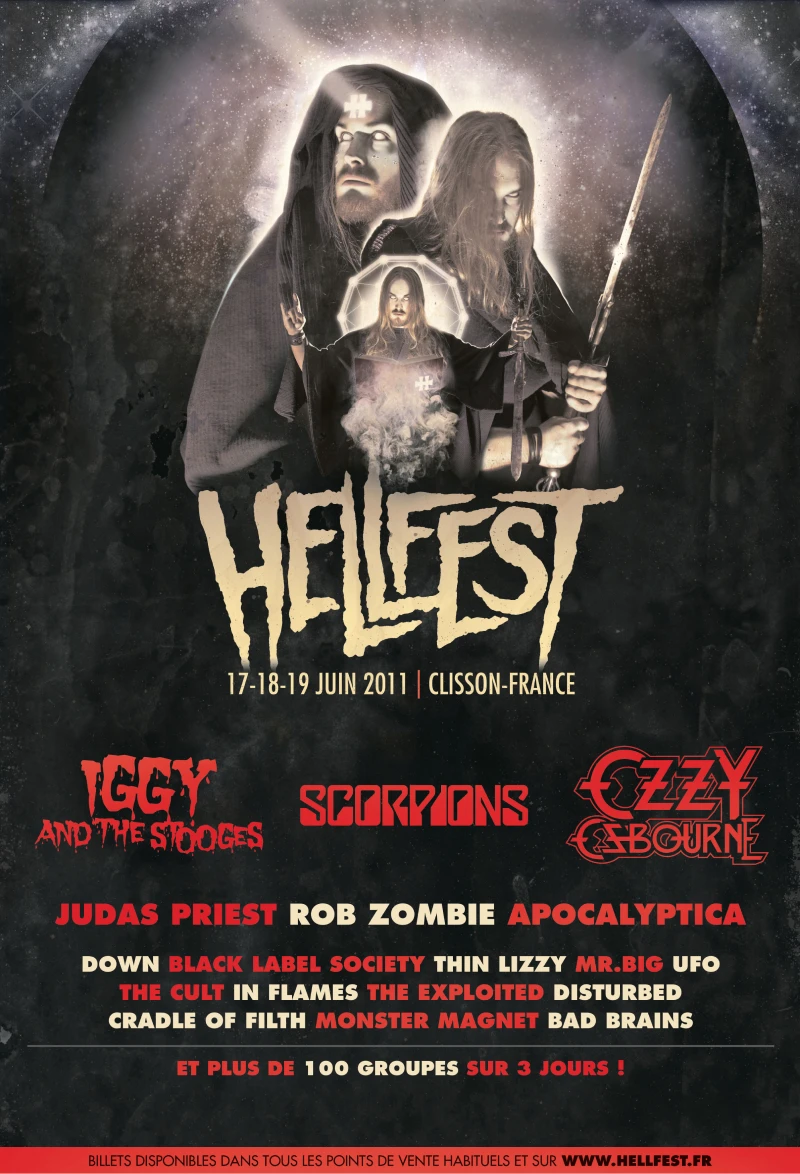 HELLFEST
17-18-19 JUIN 2011 | CLISSON-FRANCE
IGGY
AND THE STOOGES
SCORPIONS
OZZY
OSBOURNE
JUDAS PRIEST ROB ZOMBIE APOCALYPTICA
DOWN BLACK LABEL SOCIETY THIN LIZZY MR.BIG UFO
THE CULT IN FLAMES THE EXPLOITED DISTURBED
CRADLE OF FILTH MONSTER MAGNET BAD BRAINS
ET PLUS DE 100 GROUPES SUR 3 JOURS !
BILLETS DISPONIBLES DANS TOUS LES POINTS DE VENTE HABITUELS ET SUR WWW.HELLFEST.FR